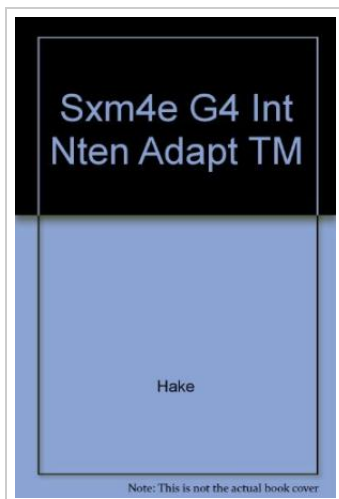 Sxm4e G4 Int
Nten Adapt TM
Hake
Note: This is not the actual book cover